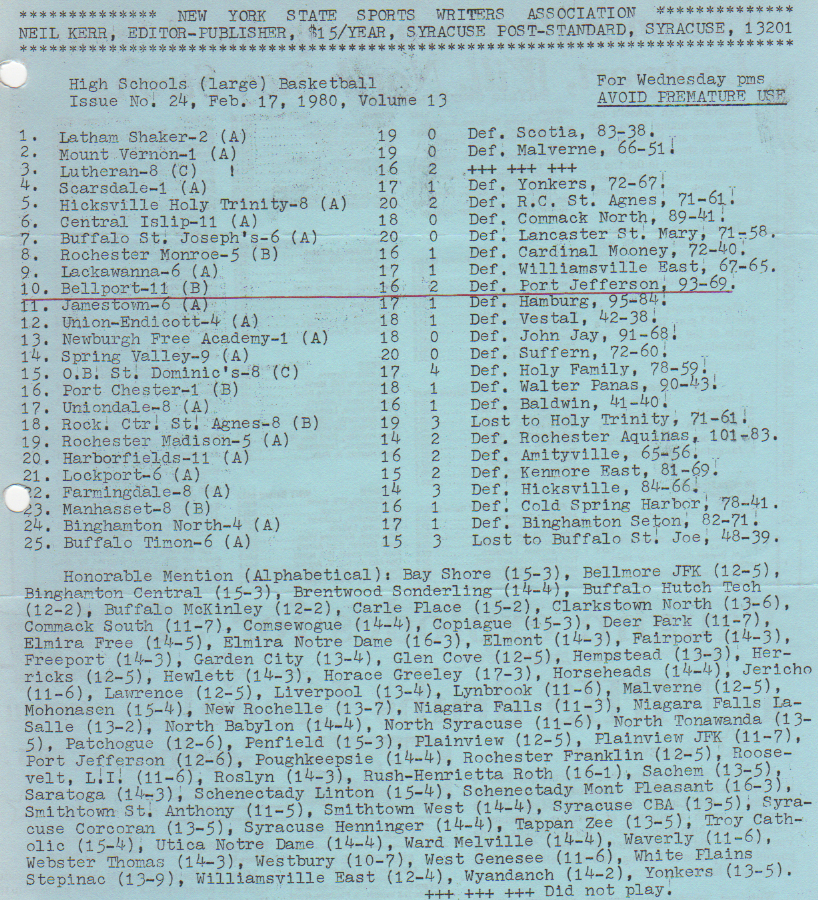 ************** NEW YORK STATE SPORTS WRITERS ASSOCIATION **************
NEIL KERR, EDITOR-PUBLISHER, $15/YEAR, SYRACUSE POST-STANDARD, SYRACUSE, 13201
******************************************************************************
High Schools (large) Basketball For Wednesday pms
Issue No. 24, Feb. 17, 1980, Volume 13 AVOID PREMATURE USE
1. Latham Shaker-2 (A) 19 0 Def. Scotia, 83-38.
2. Mount Vernon-1 (A) 19 0 Def. Malverne, 66-51.
3. Lutheran-8 (C) ! 16 2 +++ +++ +++
4. Scarsdale-1 (A) 17 1 Def. Yonkers, 72-67.
5. Hicksville Holy Trinity-8 (A) 20 2 Def. R.C. St. Agnes, 71-61.
6. Central Islip-11 (A) 18 0 Def. Commack North, 89-41.
7. Buffalo St. Joseph's-6 (A) 20 0 Def. Lancaster St. Mary, 71-58.
8. Rochester Monroe-5 (B) 16 1 Def. Cardinal Mooney, 72-40.
9. Lackawanna-6 (A) 17 1 Def. Williamsville East, 67-65.
10. Bellport-11 (B) 16 2 Def. Port Jefferson, 93-69.
11. Jamestown-6 (A) 17 1 Def. Hamburg, 95-84.
12. Union-Endicott-4 (A) 18 1 Def. Vestal, 42-38.
13. Newburgh Free Academy-1 (A) 18 0 Def. John Jay, 91-68.
14. Spring Valley-9 (A) 20 0 Def. Suffern, 72-60.
15. O.B. St. Dominic's-8 (C) 17 4 Def. Holy Family, 78-59.
16. Port Chester-1 (B) 18 1 Def. Walter Panas, 90-43.
17. Uniondale-8 (A) 16 1 Def. Baldwin, 41-40.
18. Rock. Ctr. St. Agnes-8 (B) 19 3 Lost to Holy Trinity, 71-61.
19. Rochester Madison-5 (A) 14 2 Def. Rochester Aquinas, 101-83.
20. Harborfields-11 (A) 16 2 Def. Amityville, 65-56.
21. Lockport-6 (A) 15 2 Def. Kenmore East, 81-69.
22. Farmingdale-8 (A) 14 3 Def. Hicksville, 84-66.
23. Manhasset-8 (B) 16 1 Def. Cold Spring Harbor, 78-41.
24. Binghamton North-4 (A) 17 1 Def. Binghamton Seton, 82-71.
25. Buffalo Timon-6 (A) 15 3 Lost to Buffalo St. Joe, 48-39.
Honorable Mention (Alphabetical): Bay Shore (15-3), Bellmore JFK (12-5),
Binghamton Central (15-3), Brentwood Sonderling (14-4), Buffalo Hutch Tech
(12-2), Buffalo McKinley (12-2), Carle Place (15-2), Clarkstown North (13-6),
Commack South (11-7), Comsewogue (14-4), Copiague (15-3), Deer Park (11-7),
Elmira Free (14-5), Elmira Notre Dame (16-3), Elmont (14-3), Fairport (14-3),
Freeport (14-3), Garden City (13-4), Glen Cove (12-5), Hempstead (13-3), Her-
ricks (12-5), Hewlett (14-3), Horace Greeley (17-3), Horseheads (14-4), Jericho
(11-6), Lawrence (12-5), Liverpool (13-4), Lynbrook (11-6), Malverne (12-5),
Mohonasen (15-4), New Rochelle (13-7), Niagara Falls (11-3), Niagara Falls La-
Salle (13-2), North Babylon (14-4), North Syracuse (11-6), North Tonawanda (13-
5), Patchogue (12-6), Penfield (15-3), Plainview (12-5), Plainview JFK (11-7),
Port Jefferson (12-6), Poughkeepsie (14-4), Rochester Franklin (12-5), Roose-
velt, L.I. (11-6), Roslyn (14-3), Rush-Henrietta Roth (16-1), Sachem (13-5),
Saratoga (14-3), Schenectady Linton (15-4), Schenectady Mont Pleasant (16-3),
Smithtown St. Anthony (11-5), Smithtown West (14-4), Syracuse CBA (13-5), Syra-
cuse Corcoran (13-5), Syracuse Henninger (14-4), Tappan Zee (13-5), Troy Cath-
olic (15-4), Utica Notre Dame (14-4), Ward Melville (14-4), Waverly (11-6),
Webster Thomas (14-3), Westbury (10-7), West Genesee (11-6), White Plains
Stepinac (13-9), Williamsville East (12-4), Wyandanch (14-2), Yonkers (13-5).
+++ +++ +++ Did not play.